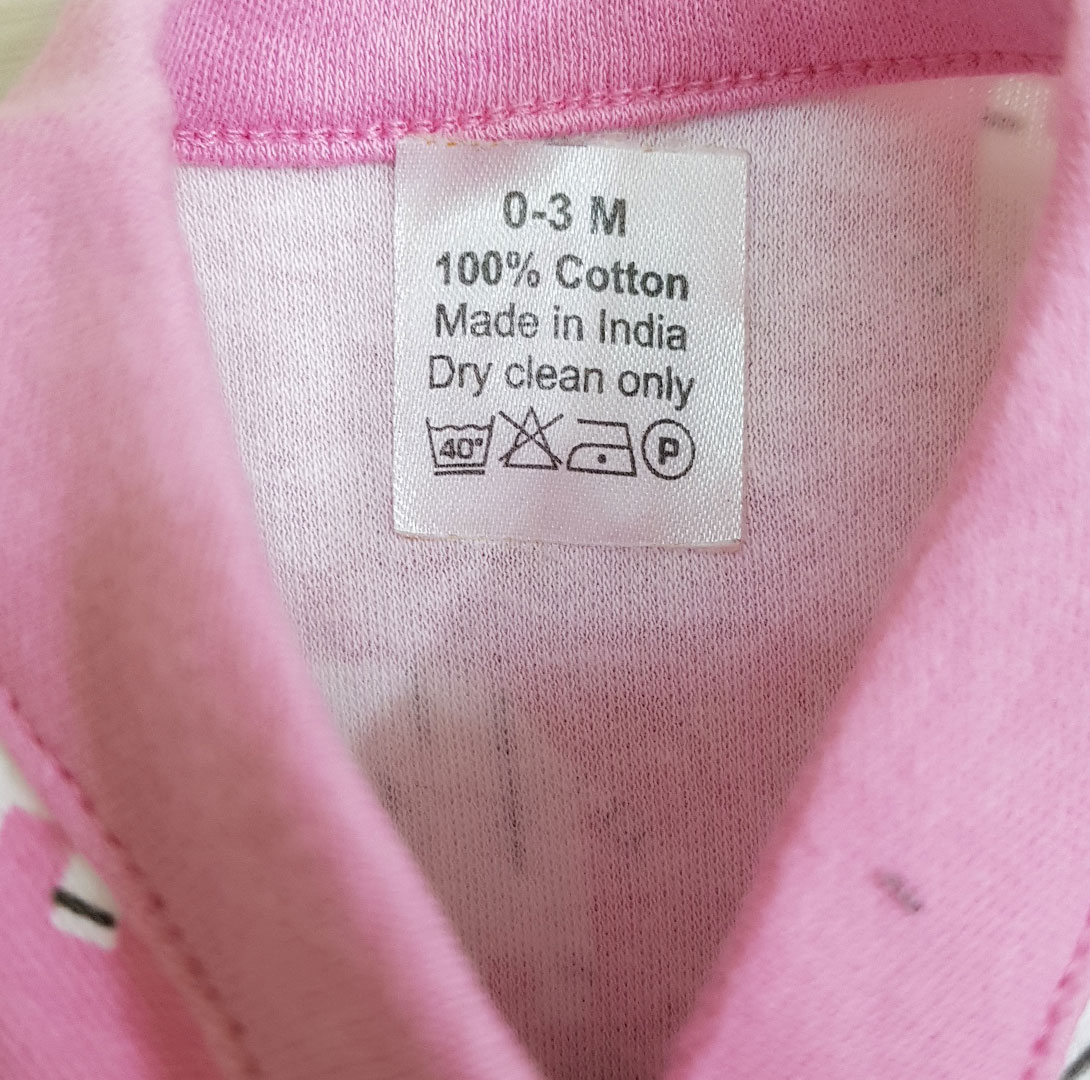 0-3 M
100% Cotton
Made in India
Dry clean only
40° P